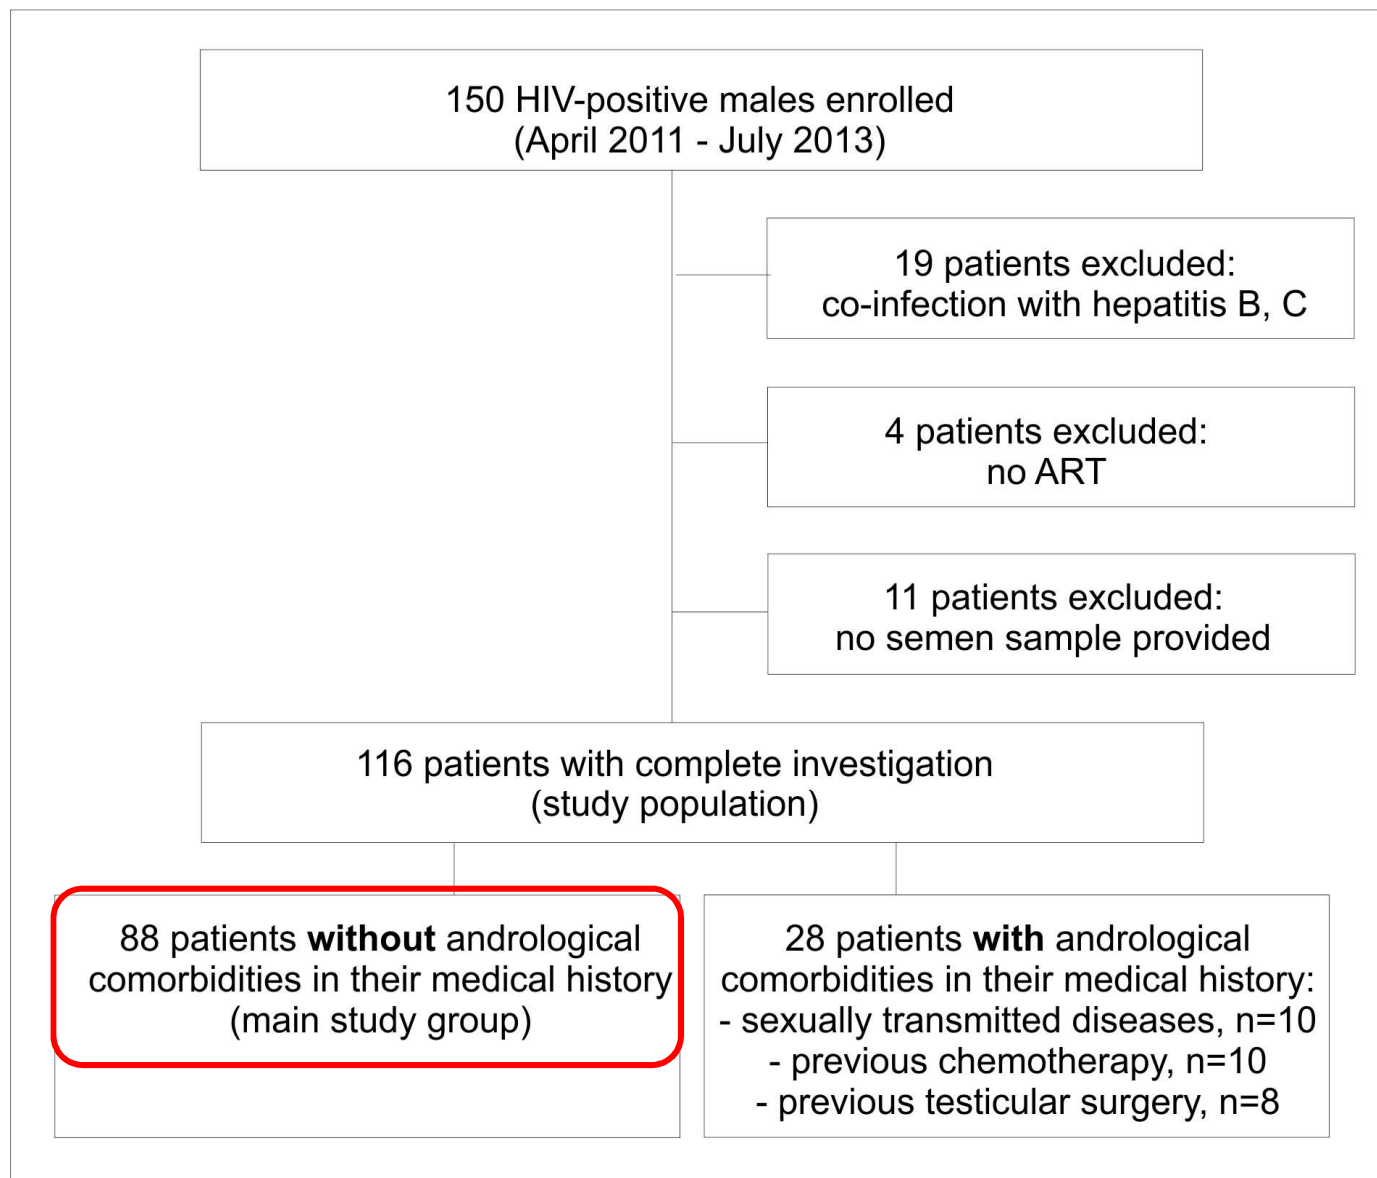 150 HIV-positive males enrolled
(April 2011 - July 2013)
19 patients excluded:
co-infection with hepatitis B, C
4 patients excluded:
no ART
11 patients excluded:
no semen sample provided
116 patients with complete investigation
(study population)
88 patients without andrological
comorbidities in their medical history
(main study group)
28 patients with andrological
comorbidities in their medical history:
- sexually transmitted diseases, n=10
- previous chemotherapy, n=10
- previous testicular surgery, n=8